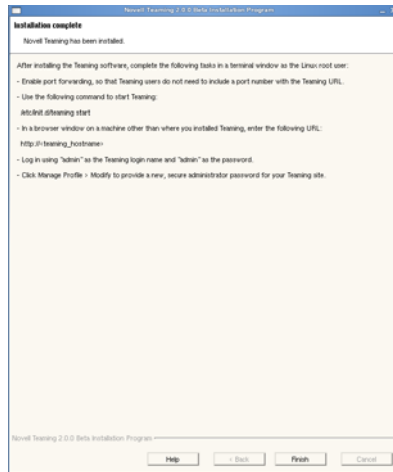 Novell Teaming 2.0.0 Beta Installation Program
Installation complete
Novell Teaming has been installed.
After installing the Teaming software, complete the following tasks in a terminal window as the Linux root user:
- Enable port forwarding, so that Teaming users do not need to include a port number with the Teaming URL.
- Use the following command to start Teaming:
/etc/init.d/teaming start
- In a browser window on a machine other than where you installed Teaming, enter the following URL:
http://<teaming_hostname>
- Log in using "admin" as the Teaming login name and "admin" as the password.
- Click Manage Profile > Modify to provide a new, secure administrator password for your Teaming site.
Novell Teaming 2.0.0 Beta Installation Program
Help
< Back
Finish
Cancel